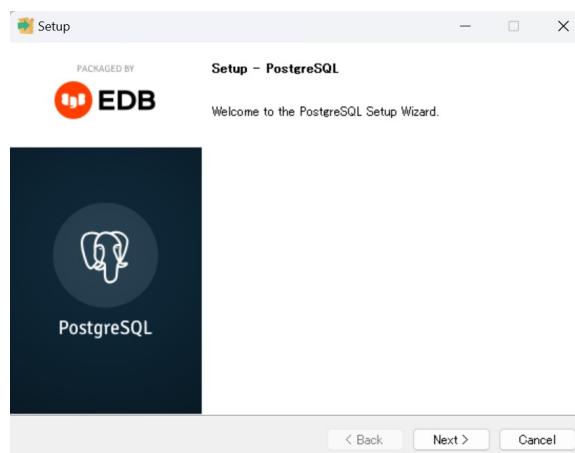 Setup
PACKAGED BY
EDB
Setup - PostgreSQL
Welcome to the PostgreSQL Setup Wizard.
PostgreSQL
< Back
Next >
Cancel